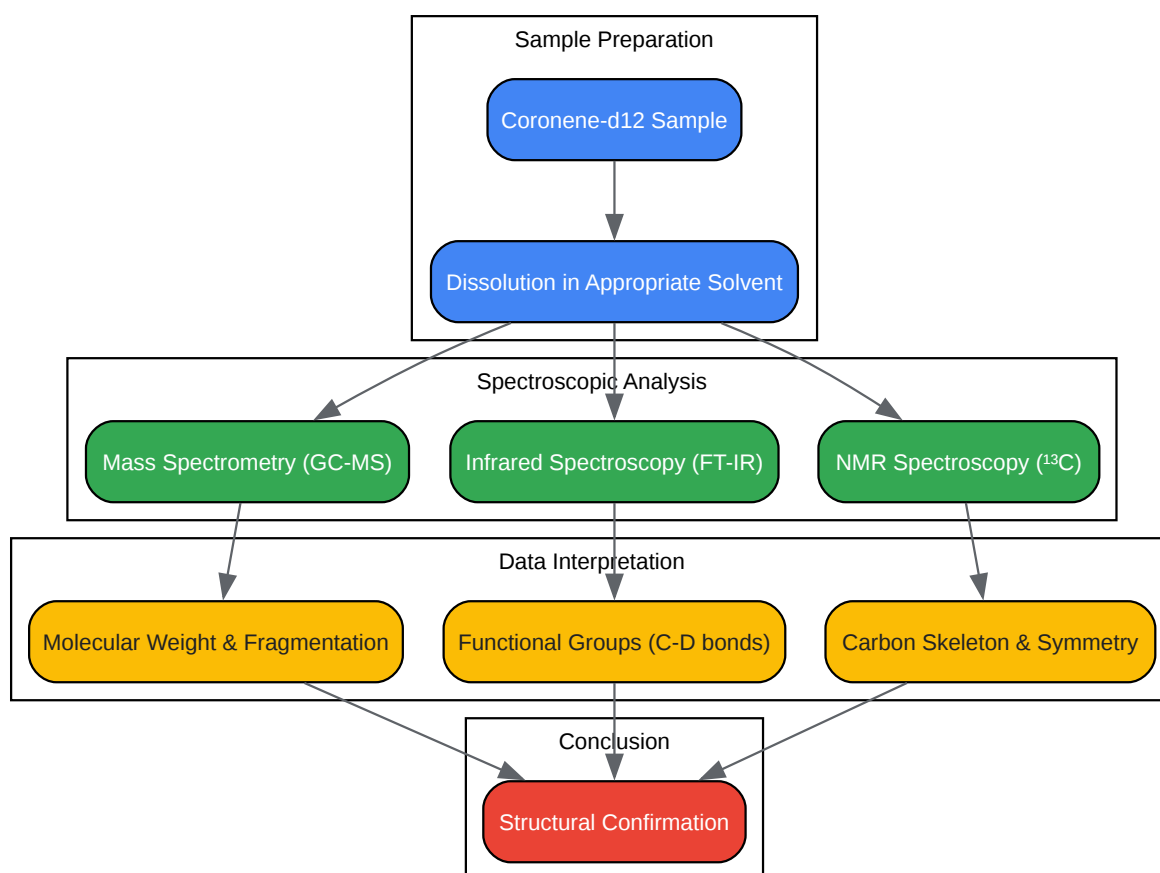 Sample Preparation
Coronene-d12 Sample
Dissolution in Appropriate Solvent
Spectroscopic Analysis
Mass Spectrometry (GC-MS)
Infrared Spectroscopy (FT-IR)
NMR Spectroscopy (¹³C)
Data Interpretation
Molecular Weight & Fragmentation
Functional Groups (C-D bonds)
Carbon Skeleton & Symmetry
Conclusion
Structural Confirmation